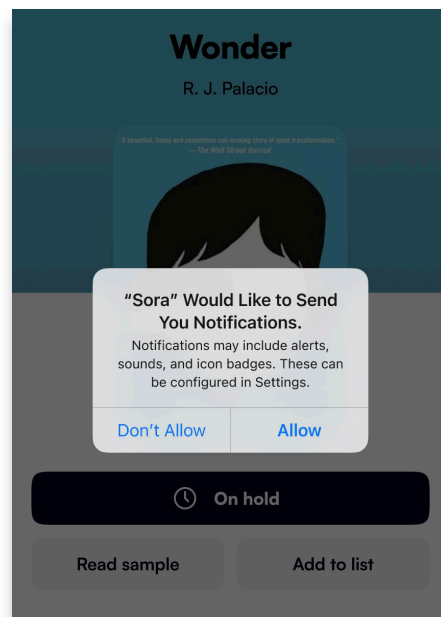 Wonder
R. J. Palacio
"A beautiful, funny and sometimes sob-making story of quiet transformation."
—The Wall Street Journal
"Sora" Would Like to Send
You Notifications.
Notifications may include alerts,
sounds, and icon badges. These can
be configured in Settings.
Don't Allow
Allow
On hold
Read sample
Add to list